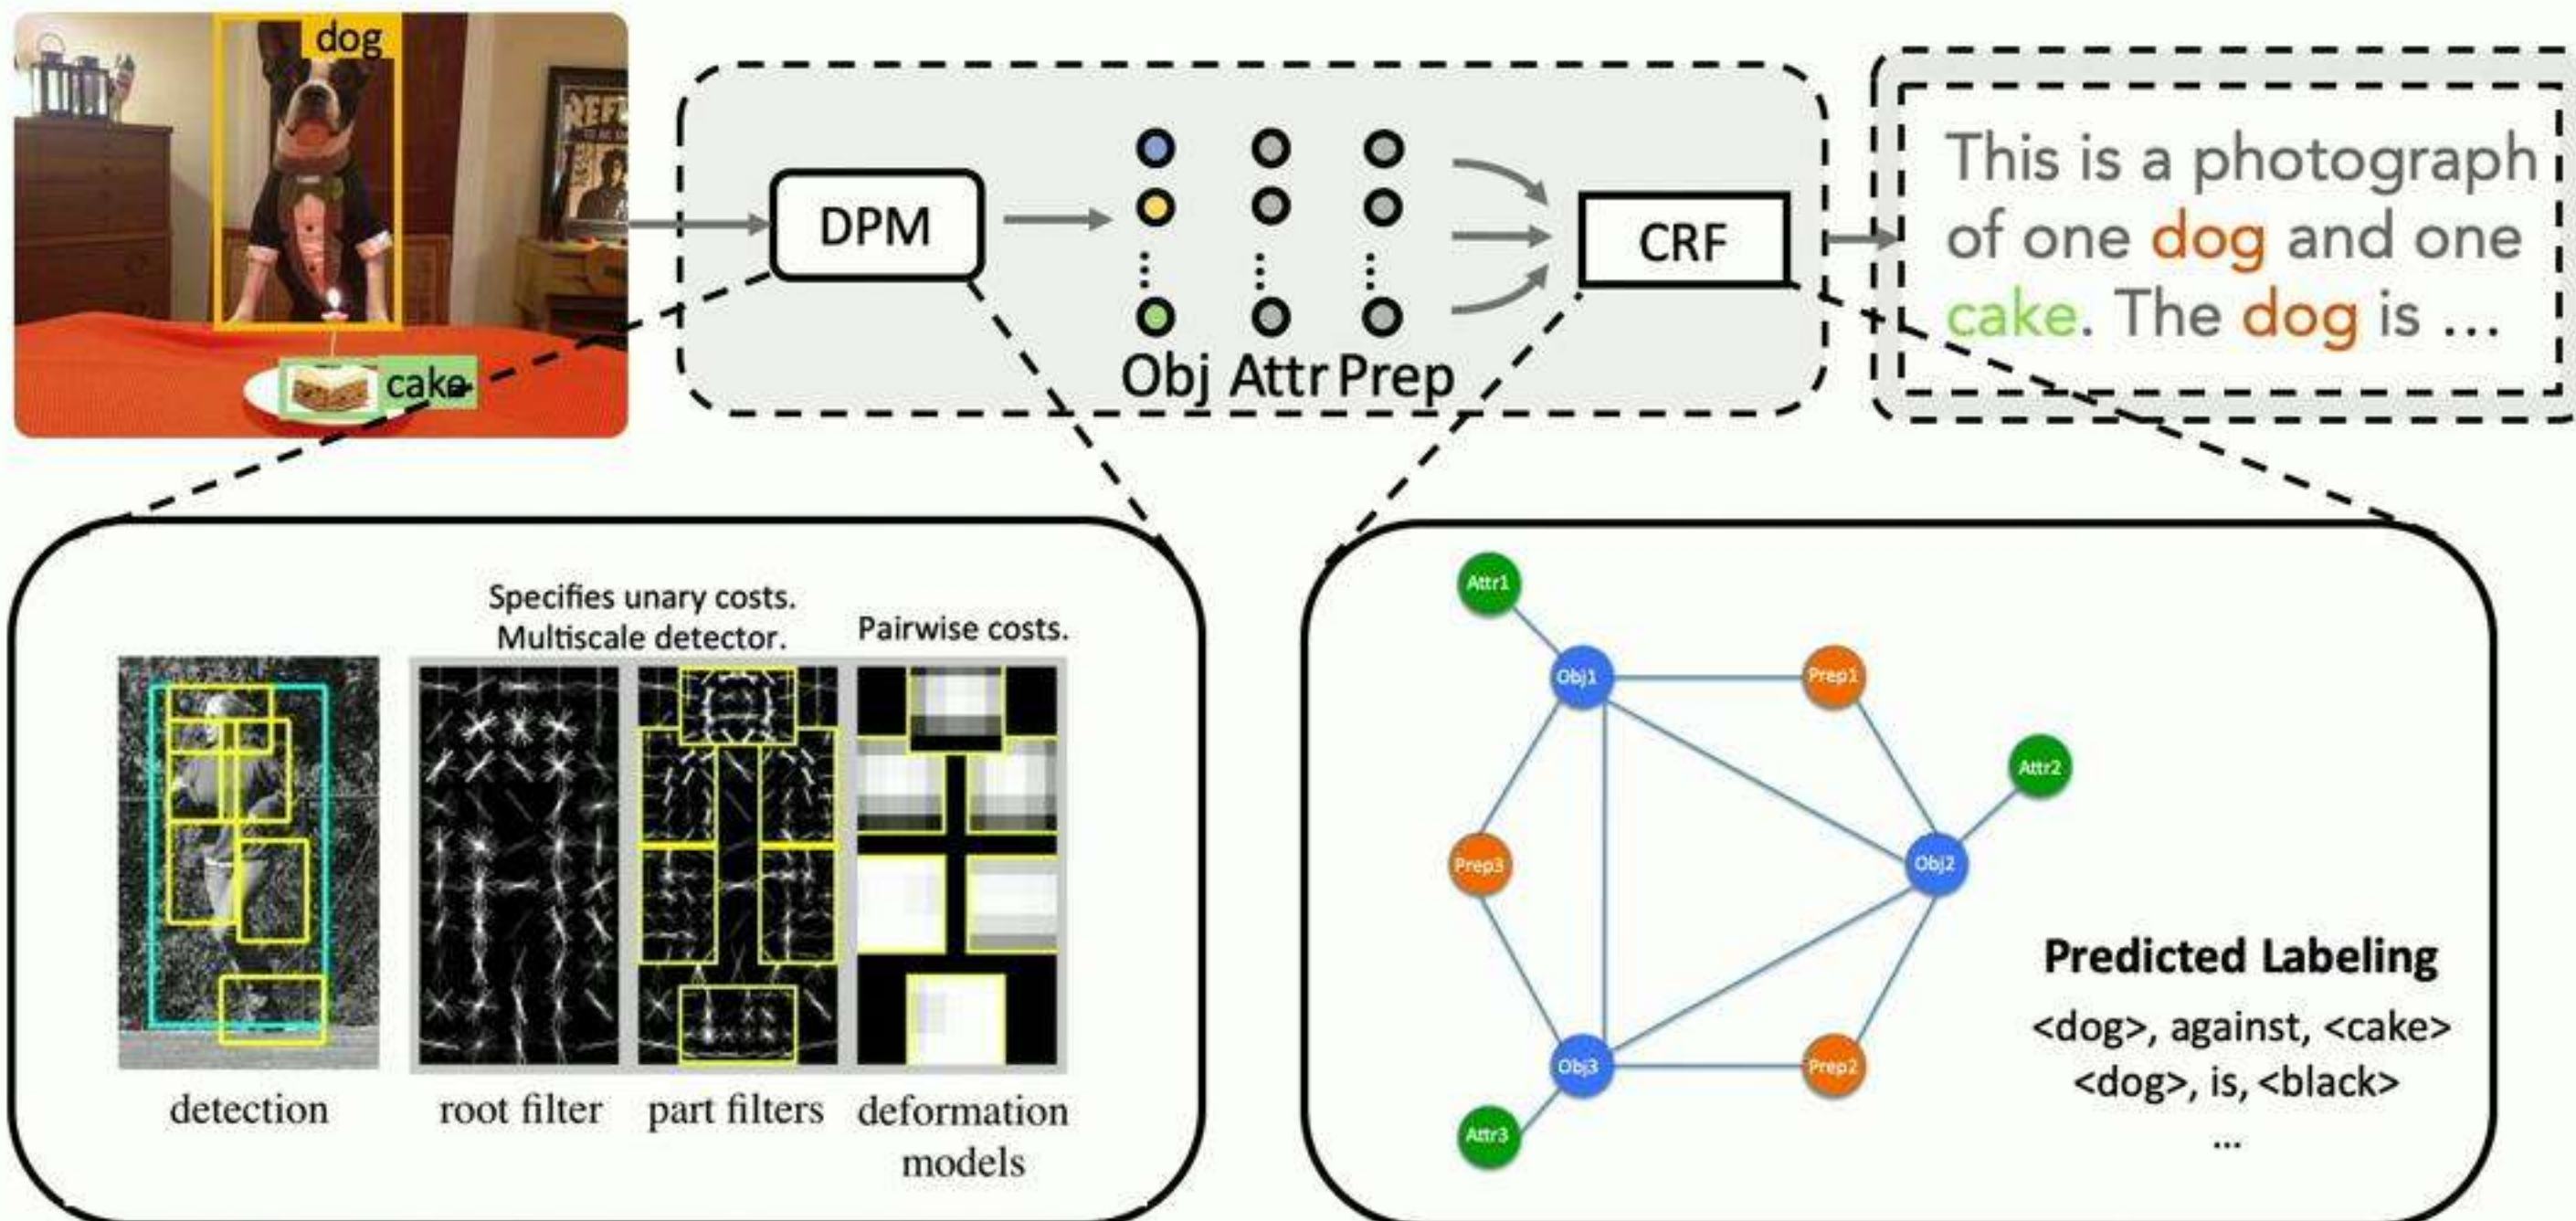 dog
cake
DPM
Obj Attr Prep
CRF
This is a photograph
of one dog and one
cake. The dog is ...
Specifies unary costs.
Multiscale detector.
Pairwise costs.
detection
root filter
part filters
deformation
models
Attr1
Obj1
Prep1
Attr2
Prep3
Obj2
Obj3
Prep2
Attr3
Predicted Labeling
<dog>, against, <cake>
<dog>, is, <black>
...